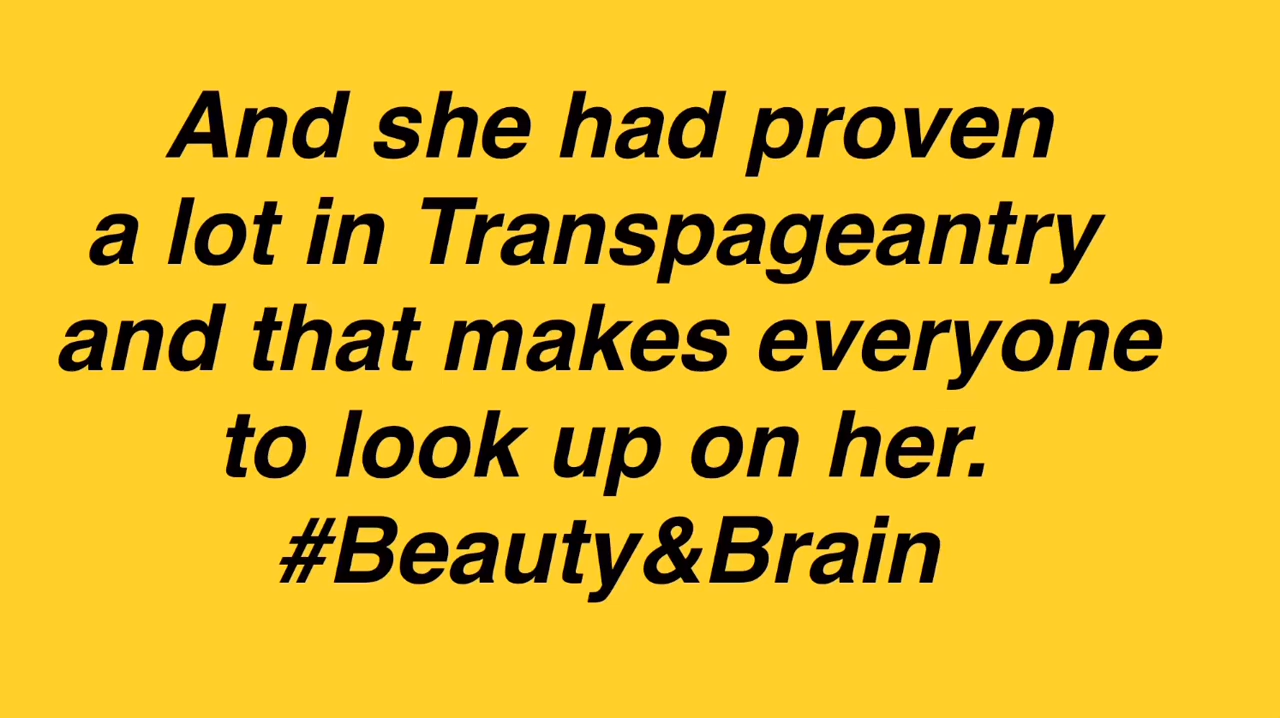 And she had proven
a lot in Transpageantry
and that makes everyone
to look up on her.
#Beauty&Brain